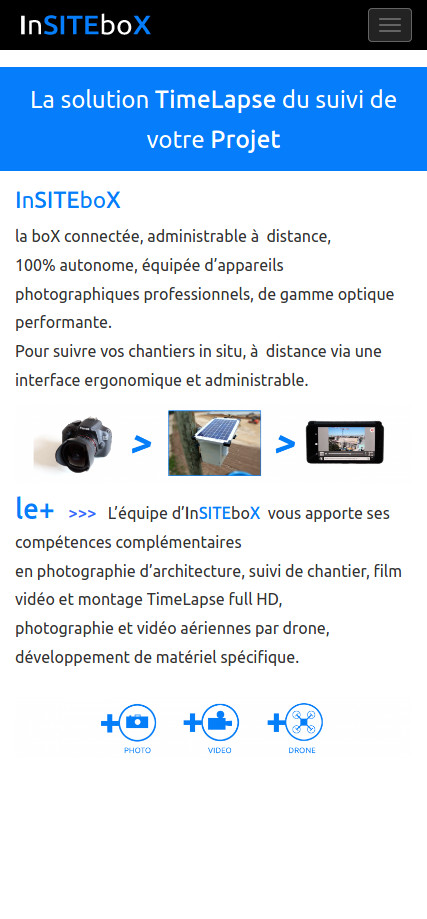 InSITEboX
La solution TimeLapse du suivi de
votre Projet
InSITEboX
la boX connectée, administrable à distance,
100% autonome, équipée d’appareils
photographiques professionnels, de gamme optique
performante.
Pour suivre vos chantiers in situ, à distance via une
interface ergonomique et administrable.
> >
le+ >>> L’équipe d’InSITEboX vous apporte ses
compétences complémentaires
en photographie d’architecture, suivi de chantier, film
vidéo et montage TimeLapse full HD,
photographie et vidéo aériennes par drone,
développement de matériel spécifique.
+ + +
PHOTO VIDEO DRONE